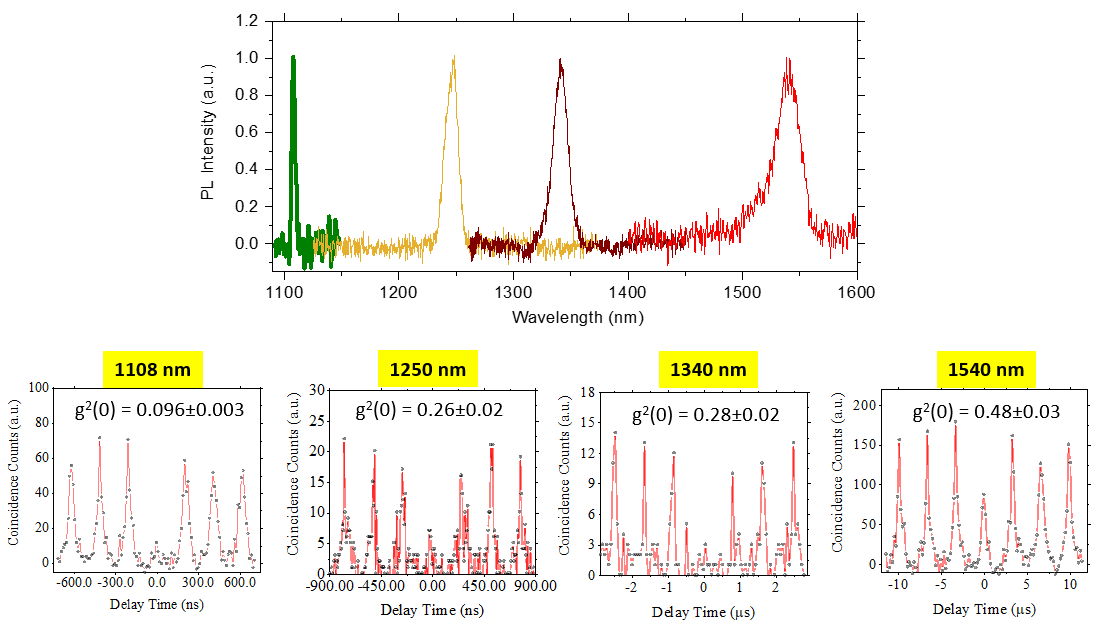 1.2
1.0
0.8
0.6
0.4
0.2
0.0
PL Intensity (a.u.)
1100 1200 1300 1400 1500 1600
Wavelength (nm)
1108 nm
g²(0) = 0.096±0.003
100
80
60
40
20
0
Coincidence Counts (a.u.)
-600.0 -300.0 0.0 300.0 600.0
Delay Time (ns)
1250 nm
g²(0) = 0.26±0.02
30
25
20
15
10
5
0
Coincidence Counts (a.u.)
-900.00 -450.00 0.00 450.00 900.00
Delay Time (ns)
1340 nm
g²(0) = 0.28±0.02
18
15
12
9
6
3
0
Coincidence Counts (a.u.)
-2 -1 0 1 2
Delay Time (μs)
1540 nm
g²(0) = 0.48±0.03
200
150
100
50
0
Coincidence Counts (a.u.)
-10 -5 0 5 10
Delay Time (μs)